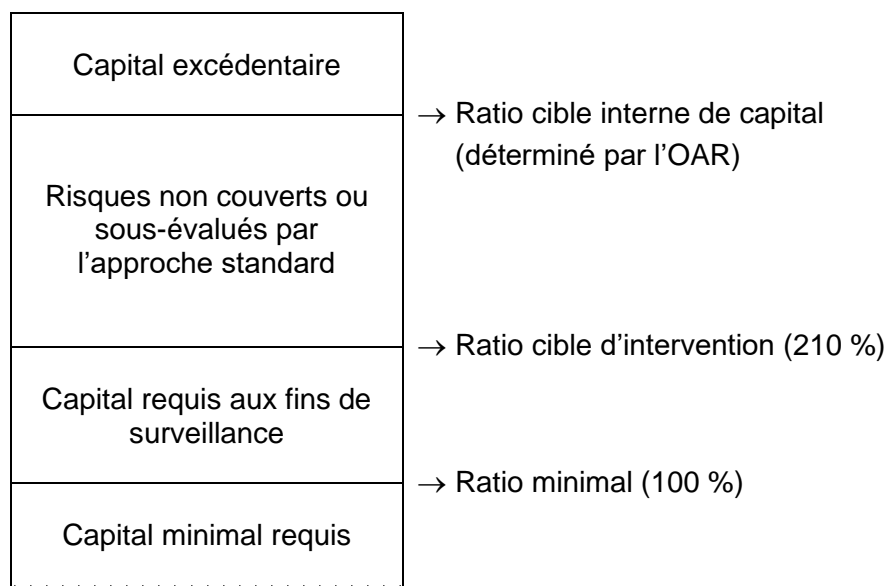 Capital excédentaire
→ Ratio cible interne de capital
(déterminé par l’OAR)
Risques non couverts ou
sous-évalués par
l’approche standard
→ Ratio cible d’intervention (210 %)
Capital requis aux fins de
surveillance
→ Ratio minimal (100 %)
Capital minimal requis